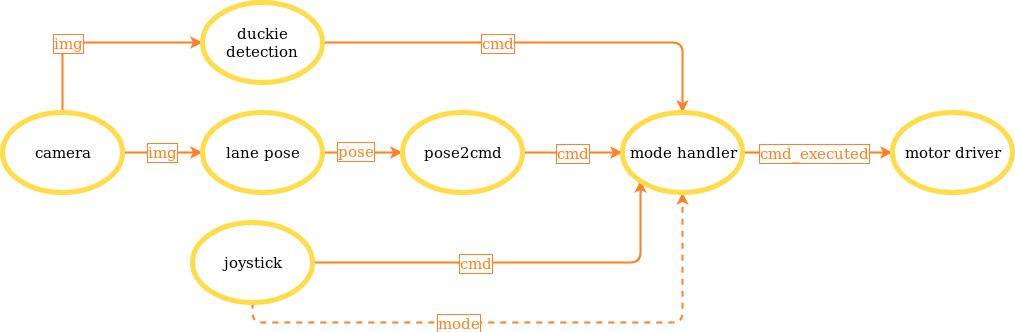 duckie
detection
img
cmd
camera
img
lane pose
pose
pose2cmd
cmd
mode handler
cmd_executed
motor driver
joystick
cmd
mode